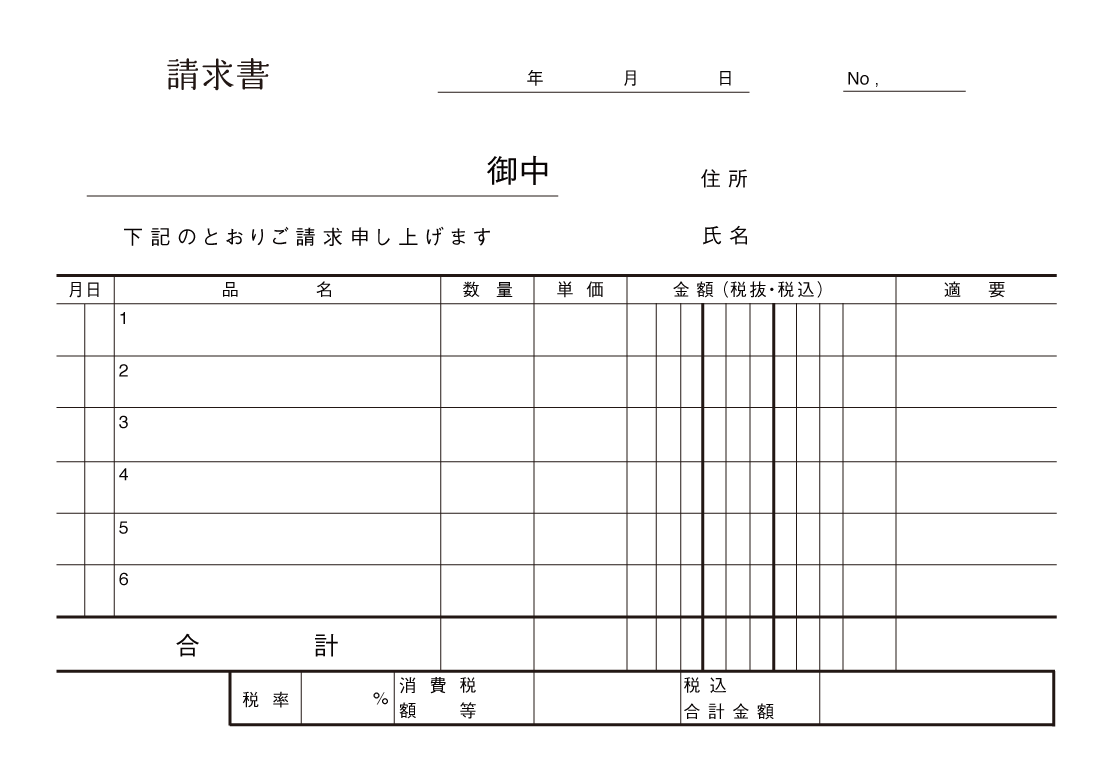 請求書 年 月 日 No ,
御中 住所
下記のとおりご請求申し上げます 氏名
月日 品名 数量 単価 金額（税抜・税込） 適要
1
2
3
4
5
6
合計
税率 % 消費税 税込
額等 合計金額